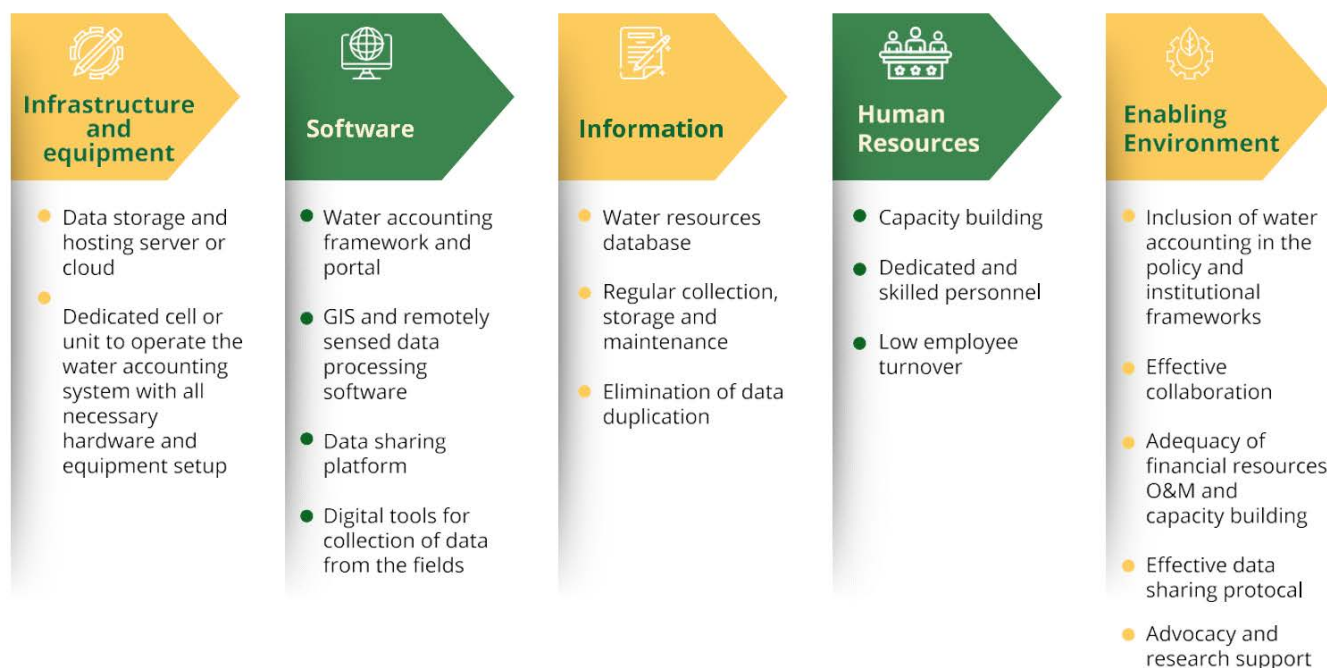 Infrastructure
and
equipment
Data storage and
hosting server or
cloud
Dedicated cell or
unit to operate the
water accounting
system with all
necessary
hardware and
equipment setup
Software
Water accounting
framework and
portal
GIS and remotely
sensed data
processing
software
Data sharing
platform
Digital tools for
collection of data
from the fields
Information
Water resources
database
Regular collection,
storage and
maintenance
Elimination of data
duplication
Human
Resources
Capacity building
Dedicated and
skilled personnel
Low employee
turnover
Enabling
Environment
Inclusion of water
accounting in the
policy and
institutional
frameworks
Effective
collaboration
Adequacy of
financial resources
O&M and
capacity building
Effective data
sharing protocal
Advocacy and
research support